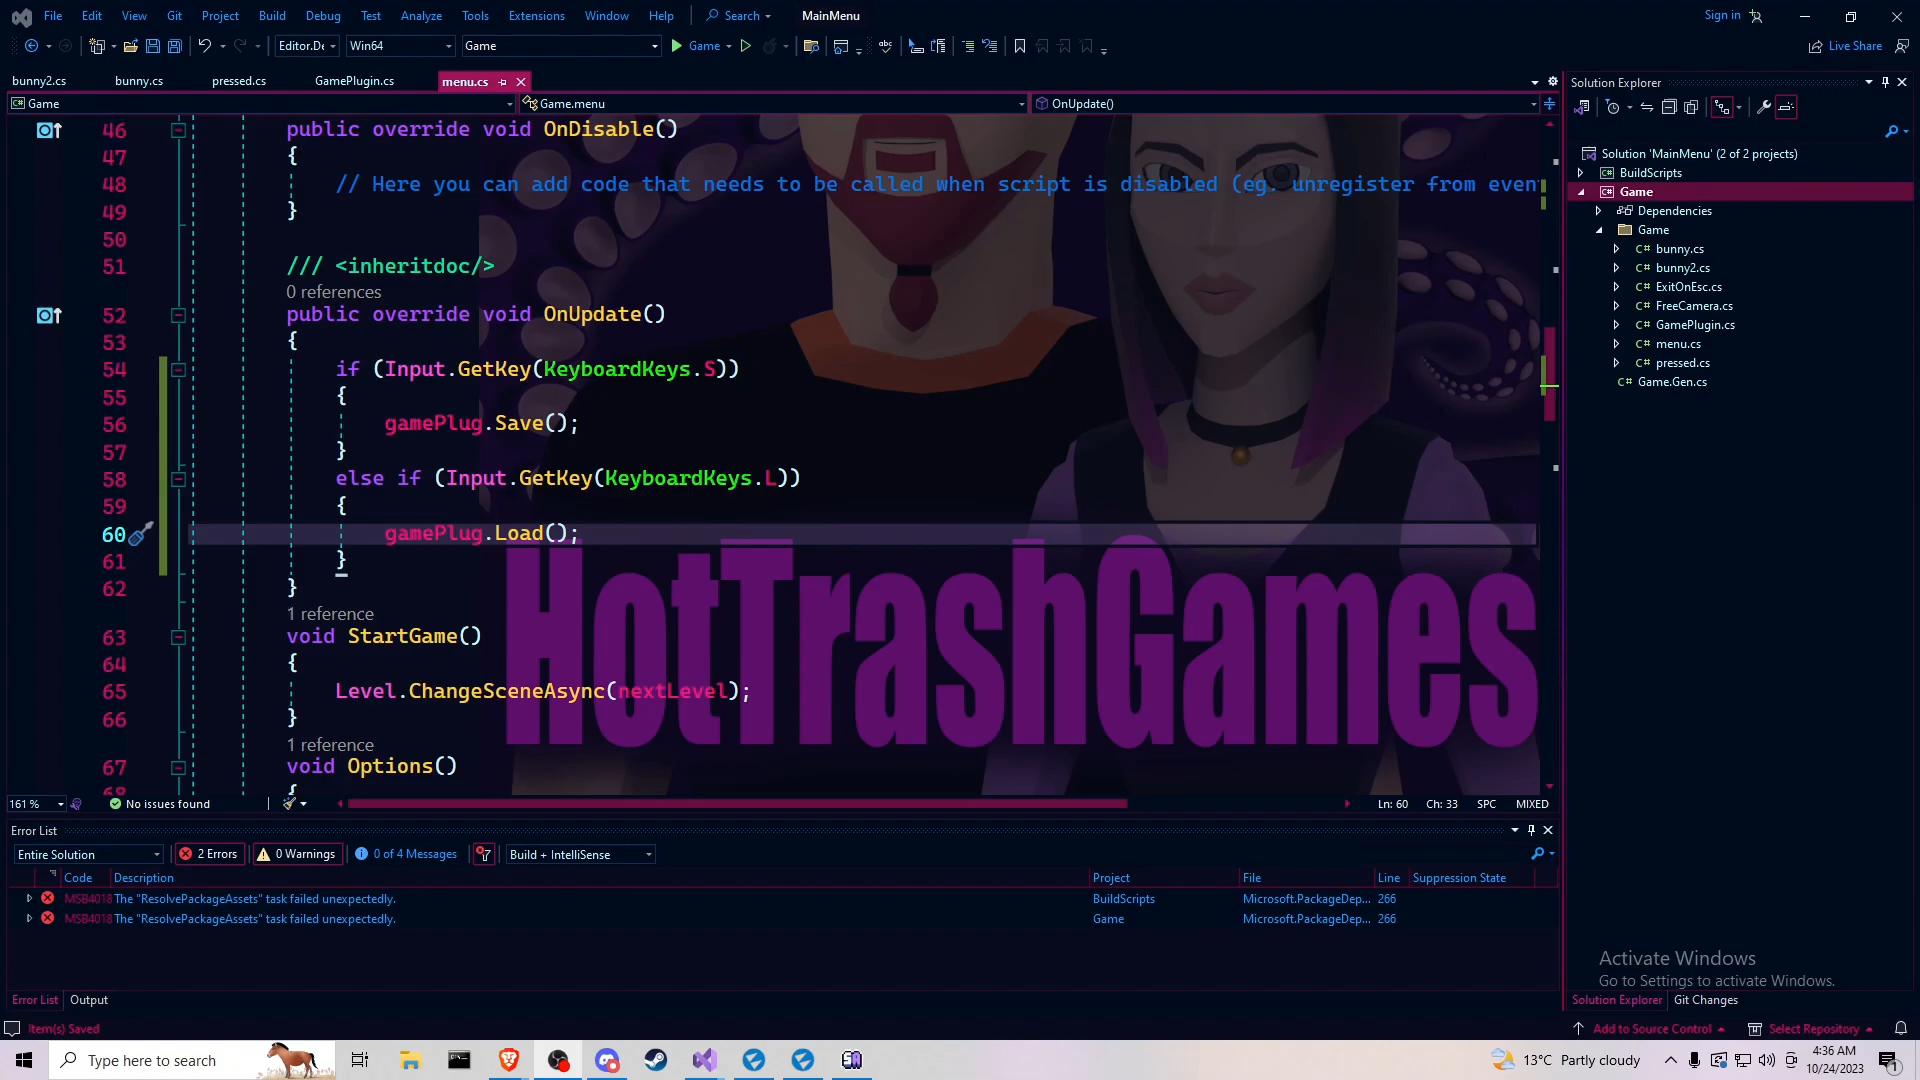 File Edit View Git Project Build Debug Test Analyze Tools Extensions Window Help Search MainMenu Sign in
Editor.De Win64 Game Game Live Share
bunny2.cs bunny.cs pressed.cs GamePlugin.cs menu.cs
Game Game.menu OnUpdate()
46 public override void OnDisable()
47 {
48 // Here you can add code that needs to be called when script is disabled (eg. unregister from even
49 }
50
51 /// <inheritdoc/>
0 references
52 public override void OnUpdate()
53 {
54 if (Input.GetKey(KeyboardKeys.S))
55 {
56 gamePlug.Save();
57 }
58 else if (Input.GetKey(KeyboardKeys.L))
59 {
60 gamePlug.Load();
61 }
62 }
1 reference
63 void StartGame()
64 {
65 Level.ChangeSceneAsync(nextLevel);
66 }
1 reference
67 void Options()
68 {
HotTrashGames
161 % No issues found Ln: 60 Ch: 33 SPC MIXED
Error List
Entire Solution 2 Errors 0 Warnings 0 of 4 Messages Build + IntelliSense
Code Description Project File Line Suppression State
MSB4018 The "ResolvePackageAssets" task failed unexpectedly. BuildScripts Microsoft.PackageDep... 266
MSB4018 The "ResolvePackageAssets" task failed unexpectedly. Game Microsoft.PackageDep... 266
Error List Output
Solution Explorer
Solution 'MainMenu' (2 of 2 projects)
BuildScripts
Game
Dependencies
Game
C# bunny.cs
C# bunny2.cs
C# ExitOnEsc.cs
C# FreeCamera.cs
C# GamePlugin.cs
C# menu.cs
C# pressed.cs
C# Game.Gen.cs
Activate Windows
Go to Settings to activate Windows.
Solution Explorer Git Changes
Item(s) Saved Add to Source Control Select Repository
Type here to search 13°C Partly cloudy 4:36 AM
10/24/2023
1